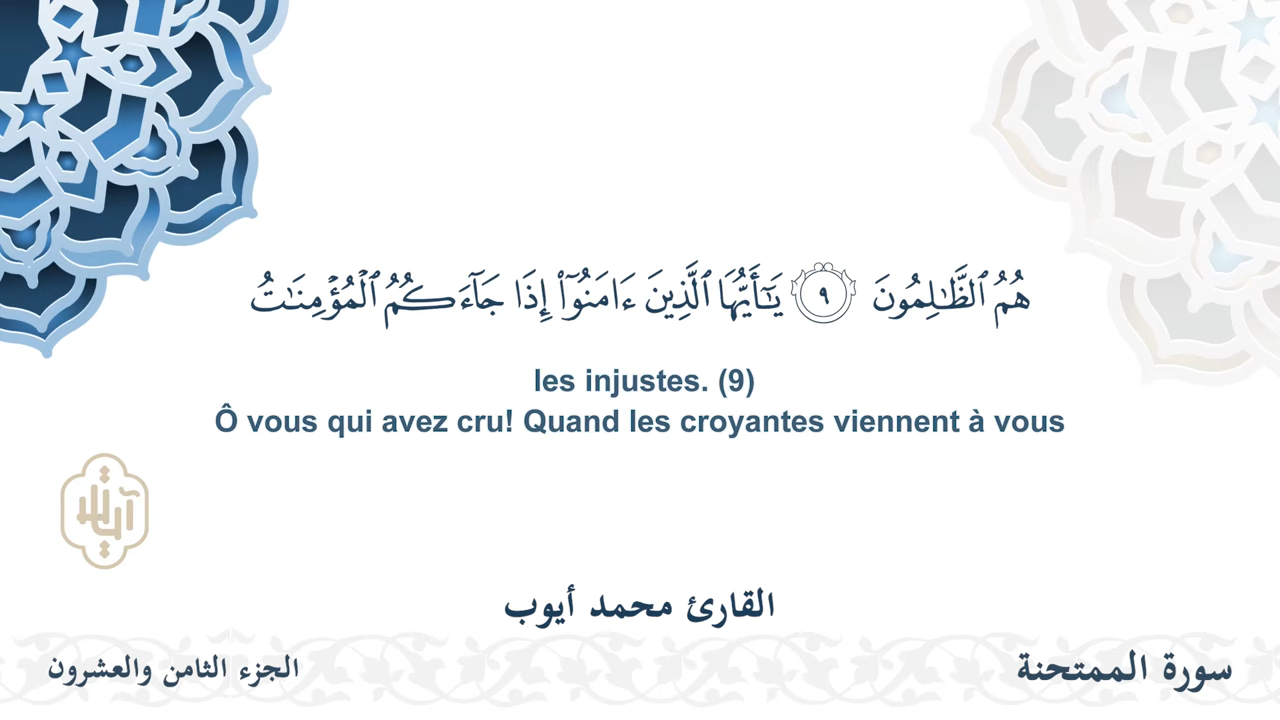 هُمُ ٱلظَّـٰلِمُونَ ٩ يَـٰٓأَيُّهَا ٱلَّذِينَ ءَامَنُوٓا۟ إِذَا جَآءَكُمُ ٱلْمُؤْمِنَـٰتُ
les injustes. (9)
Ô vous qui avez cru! Quand les croyantes viennent à vous
القارئ محمد أيوب
سورة الممتحنة
الجزء الثامن والعشرون